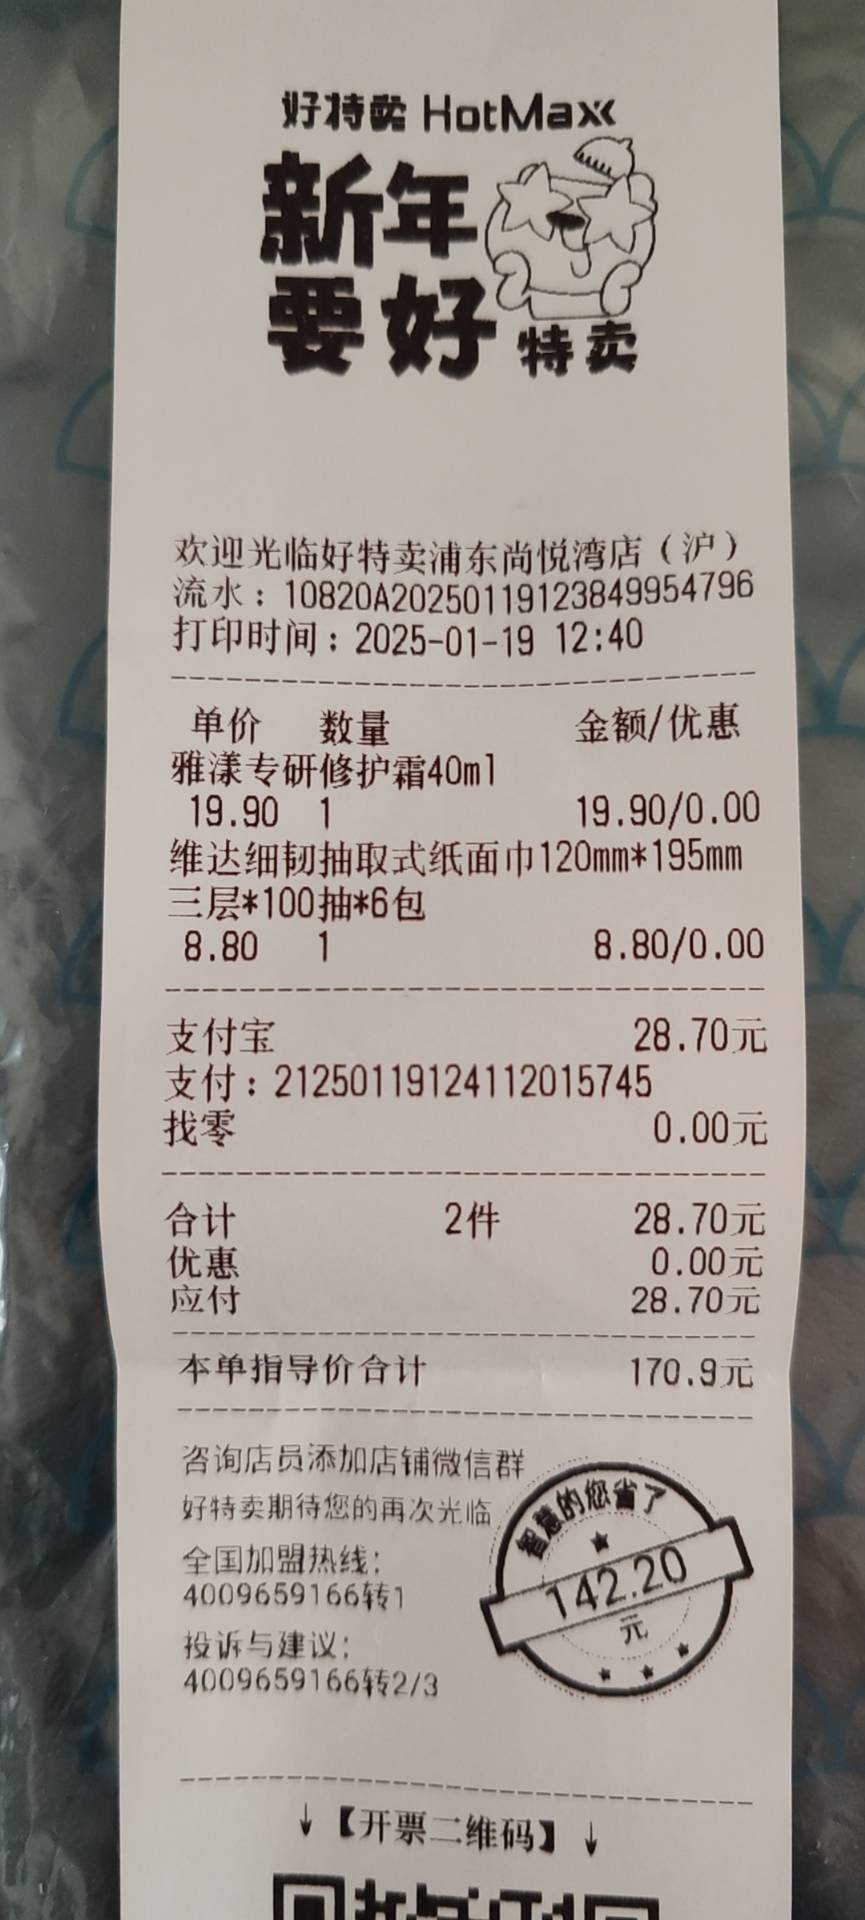 好特卖 HotMaxx
新年
要好特卖
欢迎光临好特卖浦东尚悦湾店（沪）
流水：10820A202501191238499547​96
打印时间：2025-01-19 12:40
单价 数量 金额/优惠
雅漾专研修护霜40ml
19.90 1 19.90/0.00
维达细韧抽取式纸面巾120mm*195mm
三层*100抽*6包
8.80 1 8.80/0.00
支付宝 28.70元
支付：21250119124112015745
找零 0.00元
合计 2件 28.70元
优惠 0.00元
应付 28.70元
本单指导价合计 170.9元
咨询店员添加店铺微信群
好特卖期待您的再次光临
全国加盟热线：
4009659166转1
投诉与建议：
4009659166转2/3
智慧的您省了
142.20
元
↓【开票二维码】↓